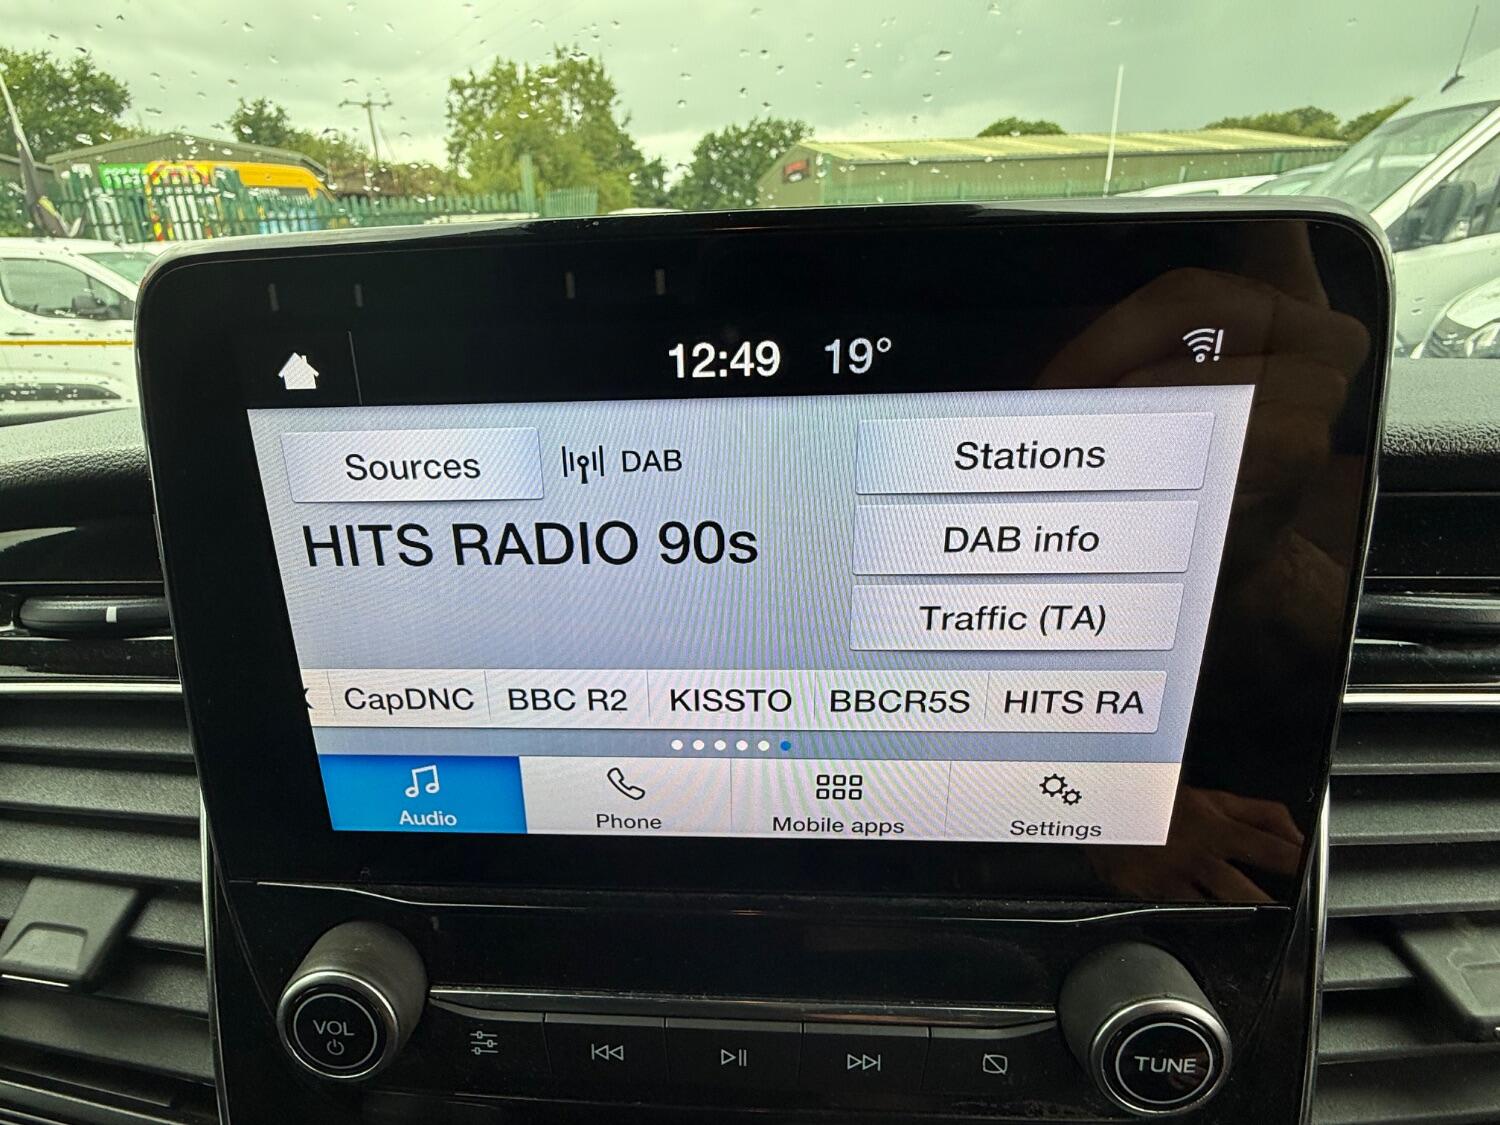 12:49 19°
Sources DAB Stations
HITS RADIO 90s
DAB info
Traffic (TA)
CapDNC BBC R2 KISSTO BBCR5S HITS RA
Audio Phone Mobile apps Settings
VOL
TUNE